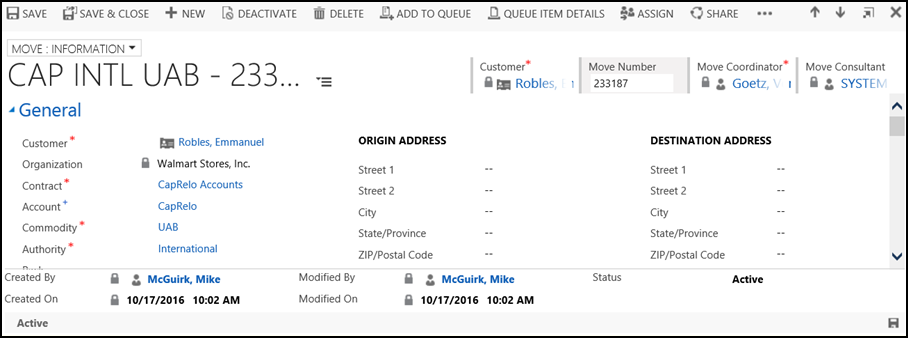 SAVE SAVE & CLOSE + NEW DEACTIVATE DELETE ADD TO QUEUE QUEUE ITEM DETAILS ASSIGN SHARE •••
MOVE : INFORMATION
CAP INTL UAB - 233...
Customer* Move Number Move Coordinator* Move Consultant
Robles, 233187 Goetz, V SYSTEM
General
Customer* Robles, Emmanuel ORIGIN ADDRESS DESTINATION ADDRESS
Organization Walmart Stores, Inc. Street 1 -- Street 1 --
Contract* CapRelo Accounts Street 2 -- Street 2 --
Account+ CapRelo City -- City --
Commodity* UAB State/Province -- State/Province --
Authority* International ZIP/Postal Code -- ZIP/Postal Code --
Created By McGuirk, Mike Modified By McGuirk, Mike Status Active
Created On 10/17/2016 10:02 AM Modified On 10/17/2016 10:02 AM
Active